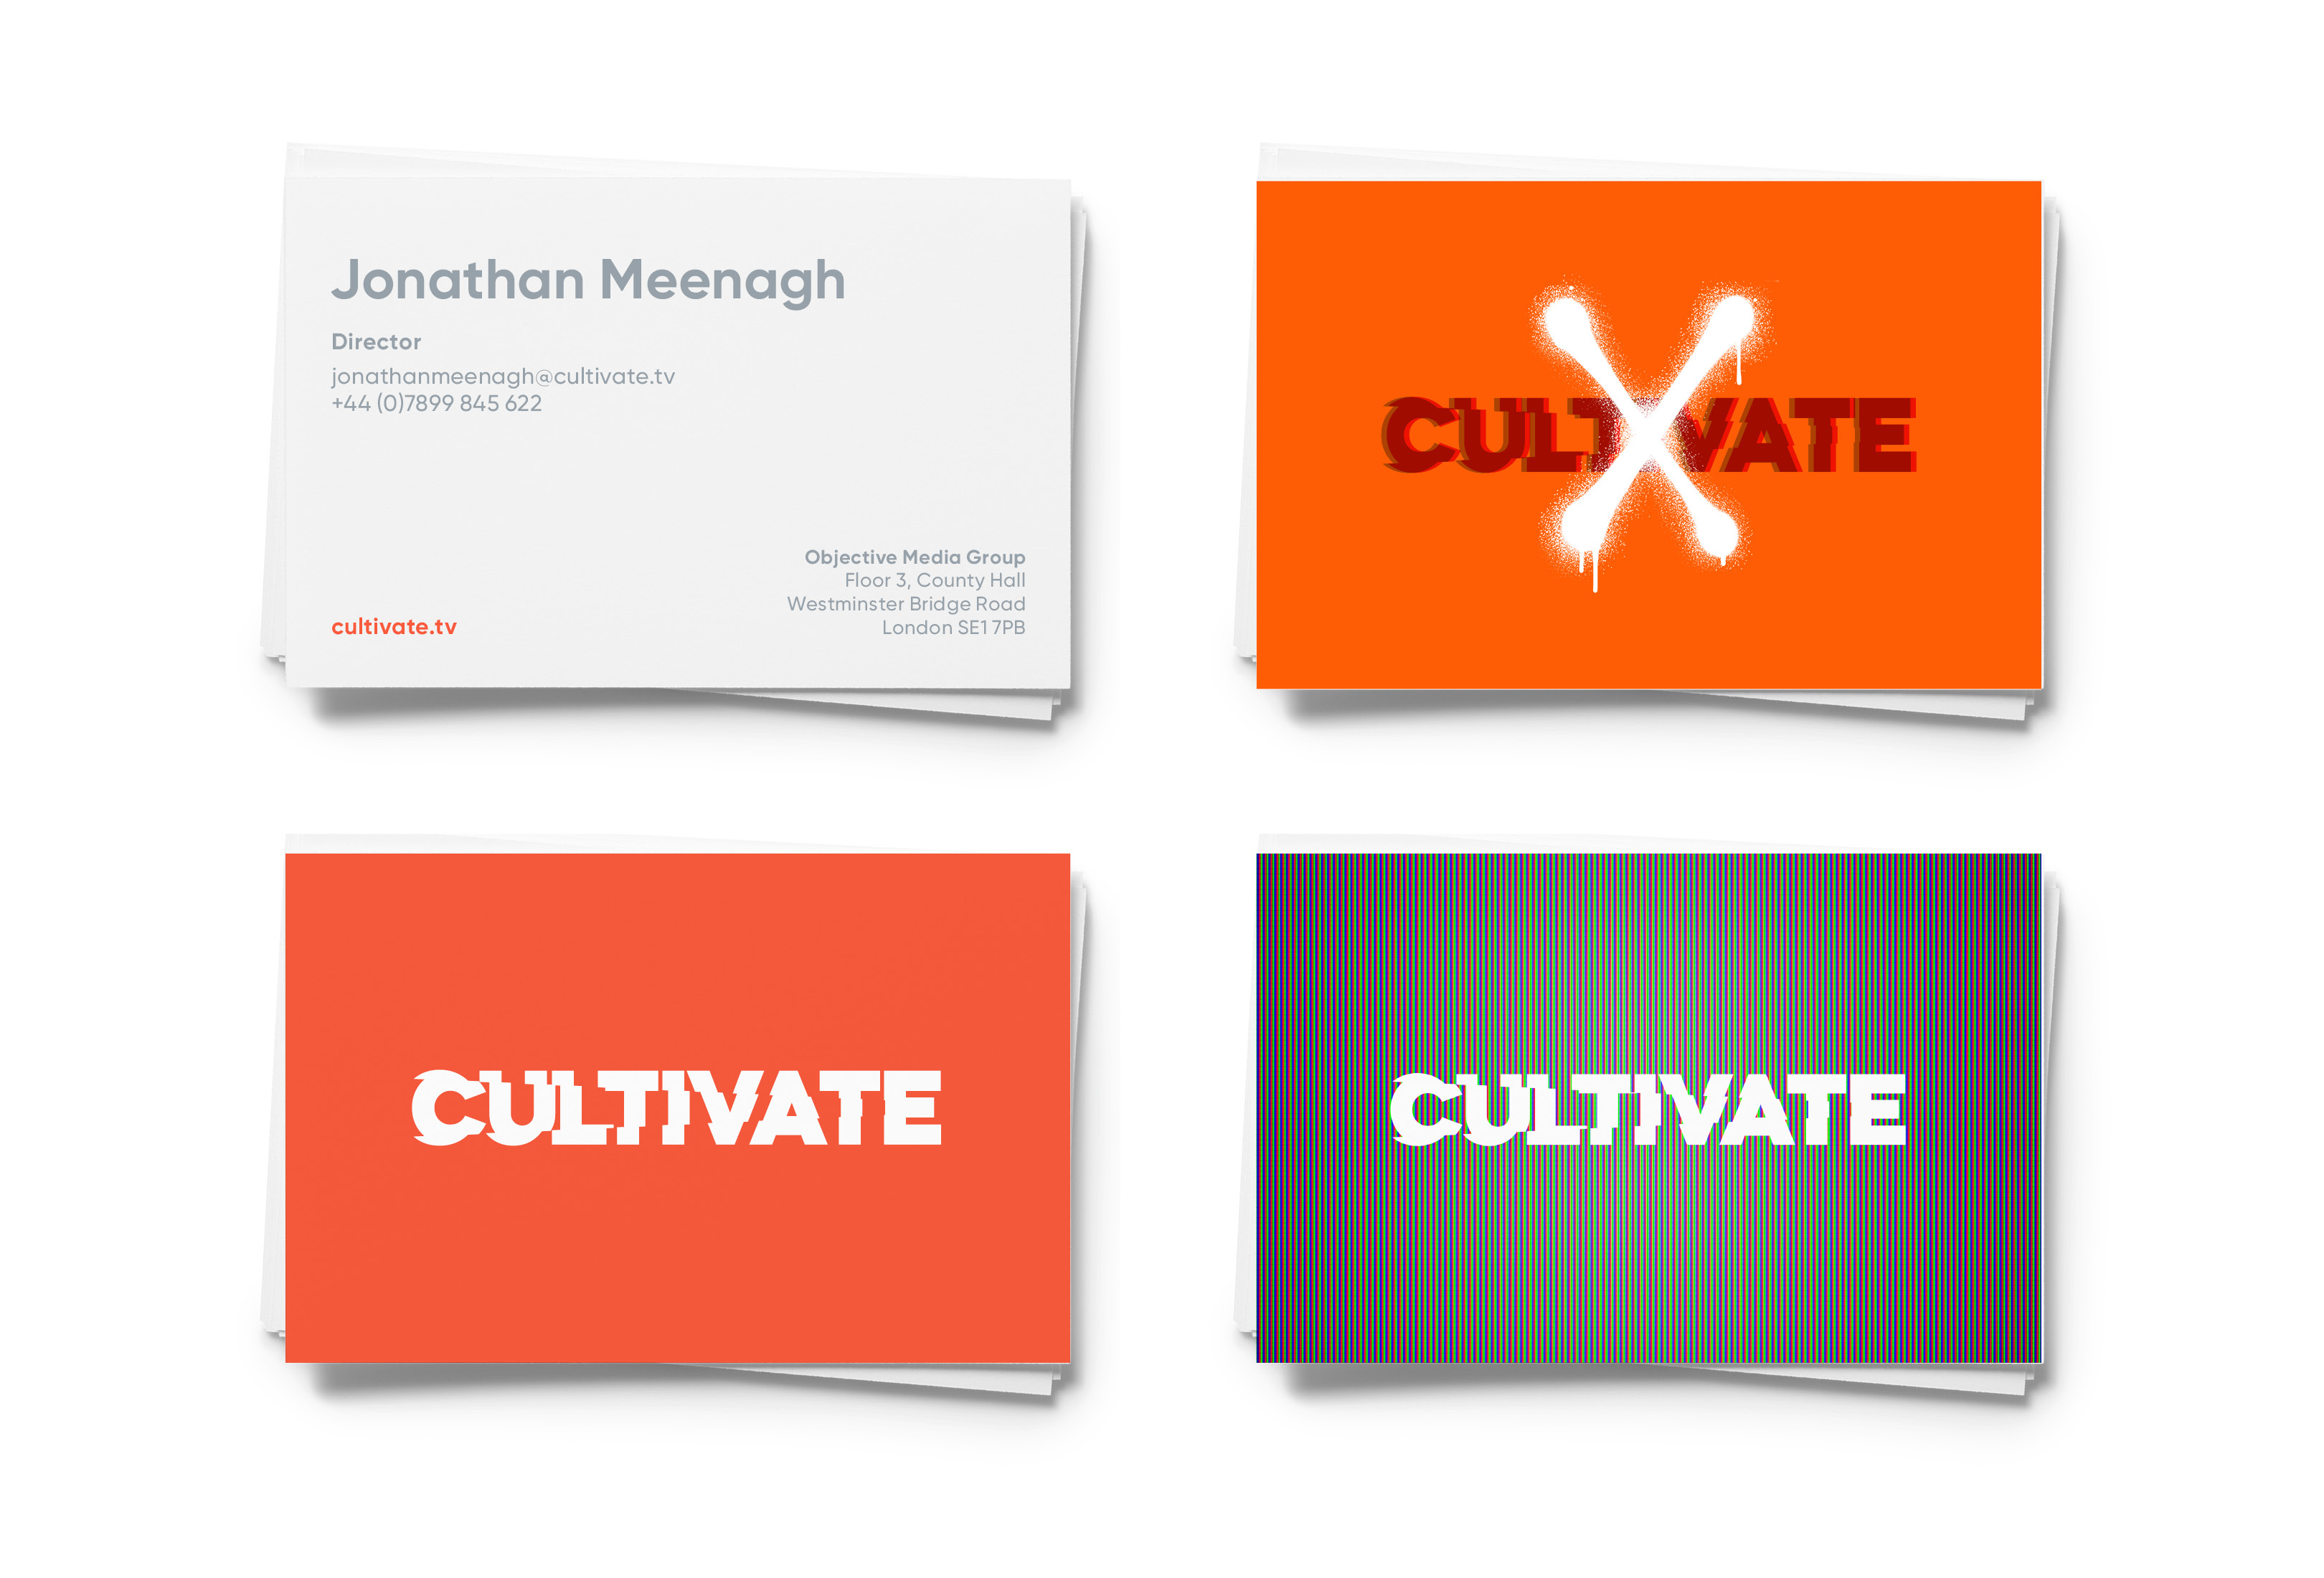 Jonathan Meenagh
Director
jonathanmeenagh@cultivate.tv
+44 (0)7899 845 622
Objective Media Group
Floor 3, County Hall
Westminster Bridge Road
London SE1 7PB
cultivate.tv
CULTIVATE
X
CULTIVATE
CULTIVATE